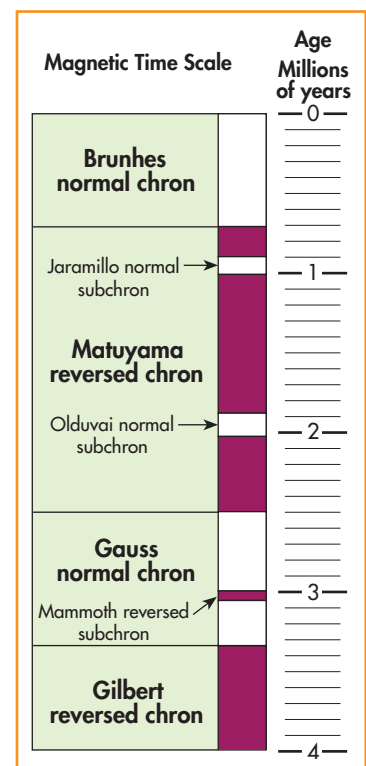 Magnetic Time Scale
Age
Millions
of years
0
Brunhes
normal chron
Jaramillo normal
subchron
1
Matuyama
reversed chron
Olduvai normal
subchron
2
Gauss
normal chron
3
Mammoth reversed
subchron
Gilbert
reversed chron
4